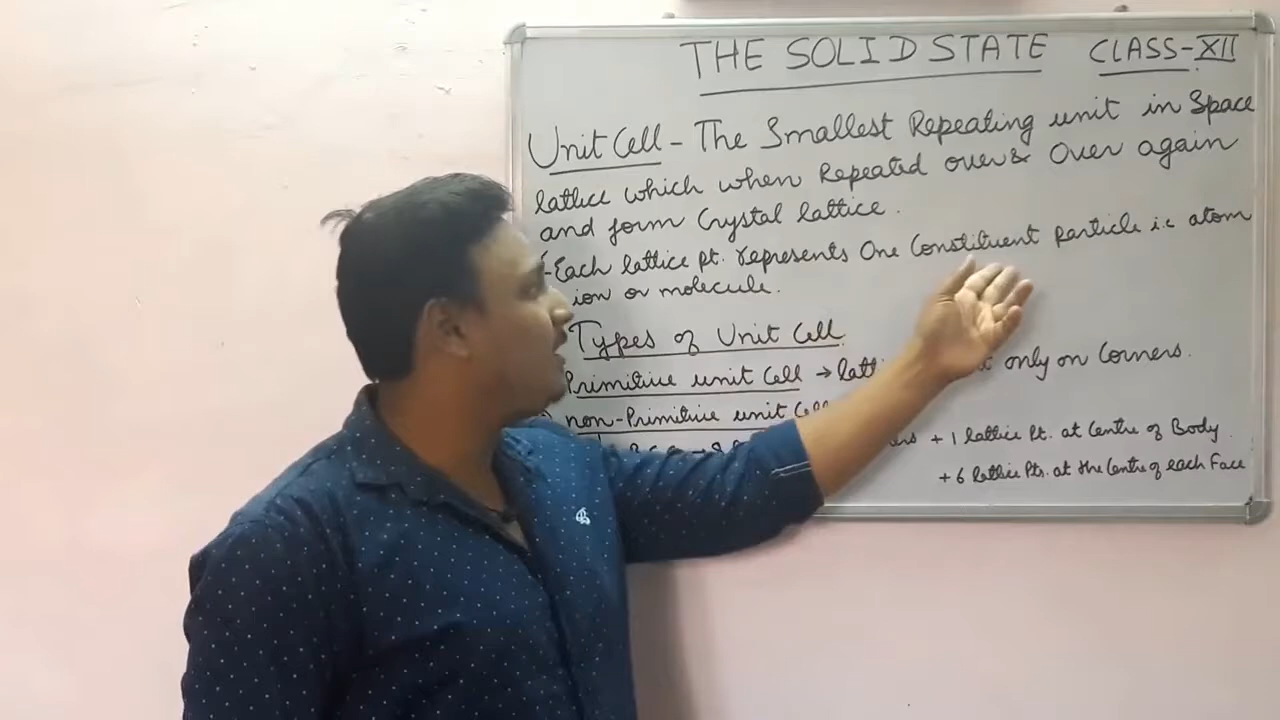 THE SOLID STATE CLASS-XII
Unit Cell - The Smallest Repeating unit in Space
lattice which when Repeated over & Over again
and form Crystal lattice.
-Each lattice pt. represents One Constituent particle i.e atom
ion or molecule.
Types of Unit Cell
Primitive unit Cell → only on Corners.
non-Primitive unit Cell
+ 1 lattice Pt. at Centre of Body
+ 6 lattice Pts. at the Centre of each Face